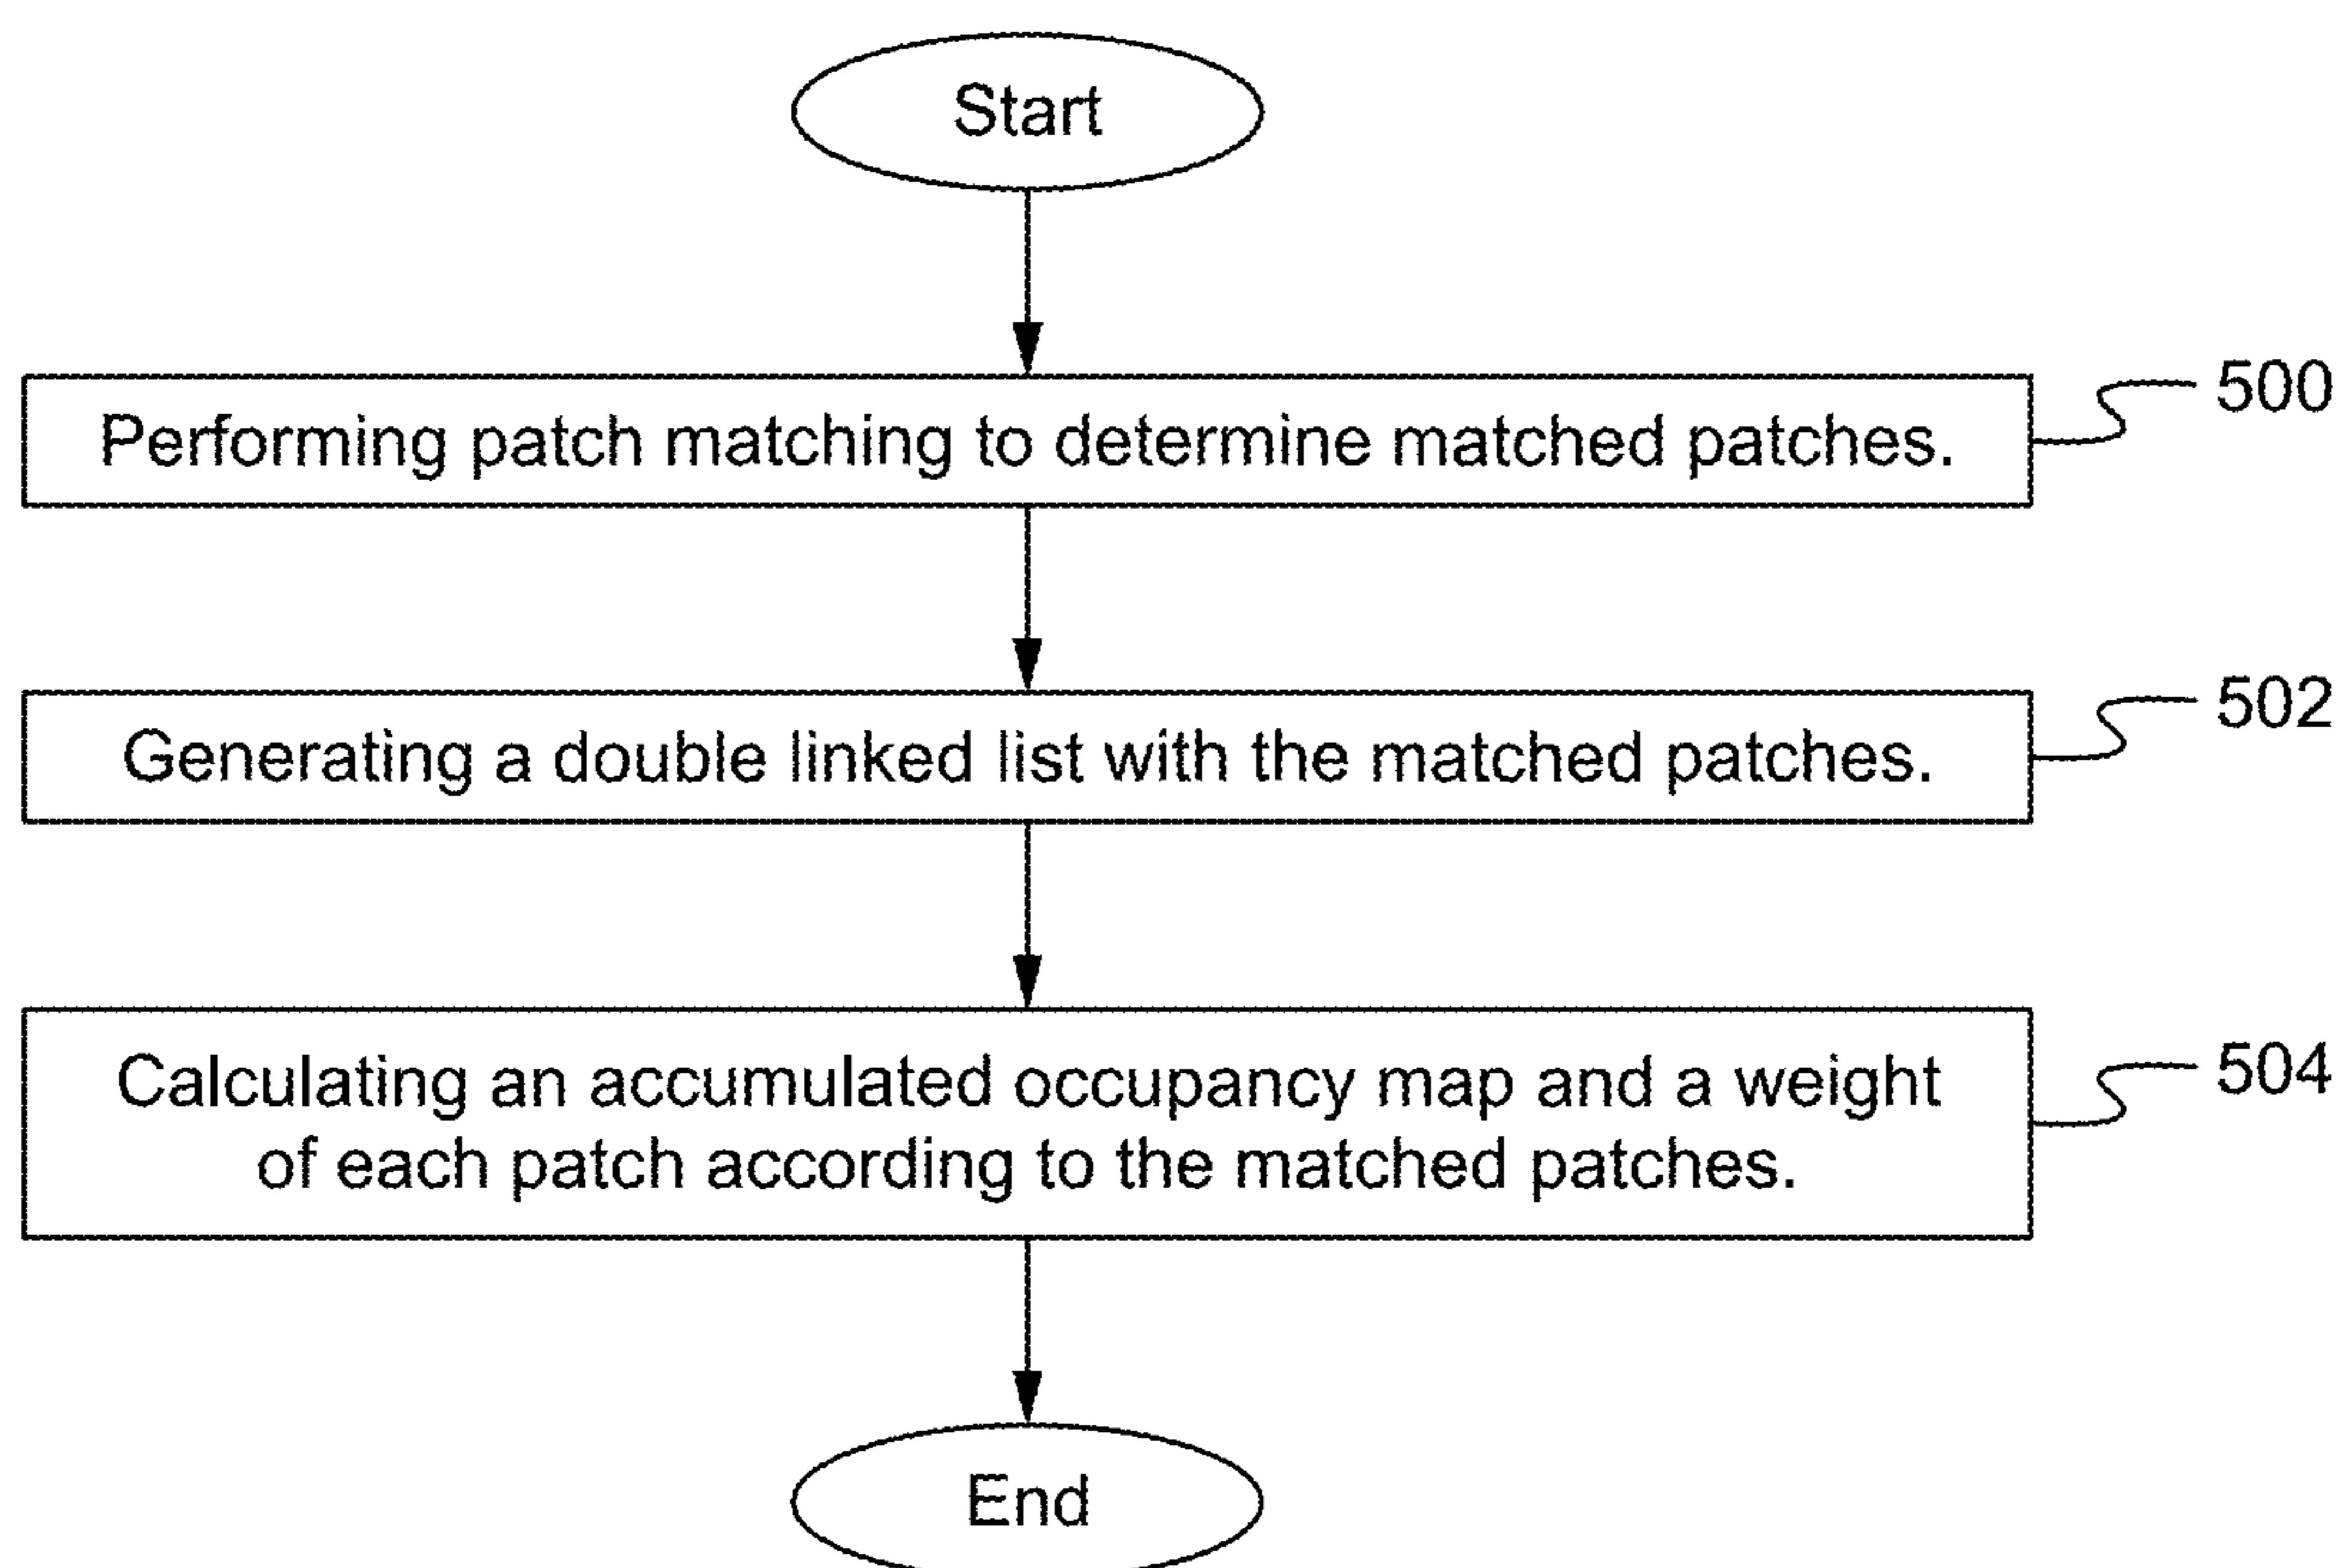 Start
Performing patch matching to determine matched patches.
500
Generating a double linked list with the matched patches.
502
Calculating an accumulated occupancy map and a weight
of each patch according to the matched patches.
504
End